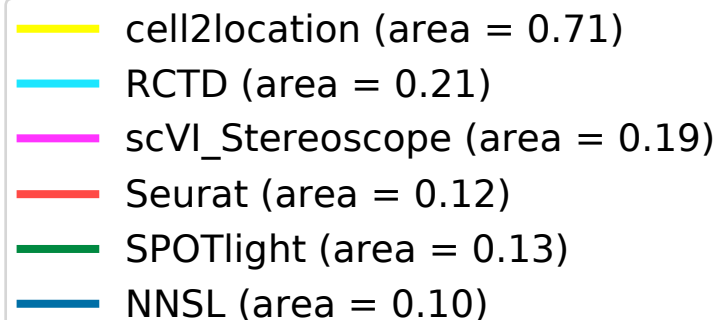 cell2location (area = 0.71)
RCTD (area = 0.21)
scVI_Stereoscope (area = 0.19)
Seurat (area = 0.12)
SPOTlight (area = 0.13)
NNSL (area = 0.10)